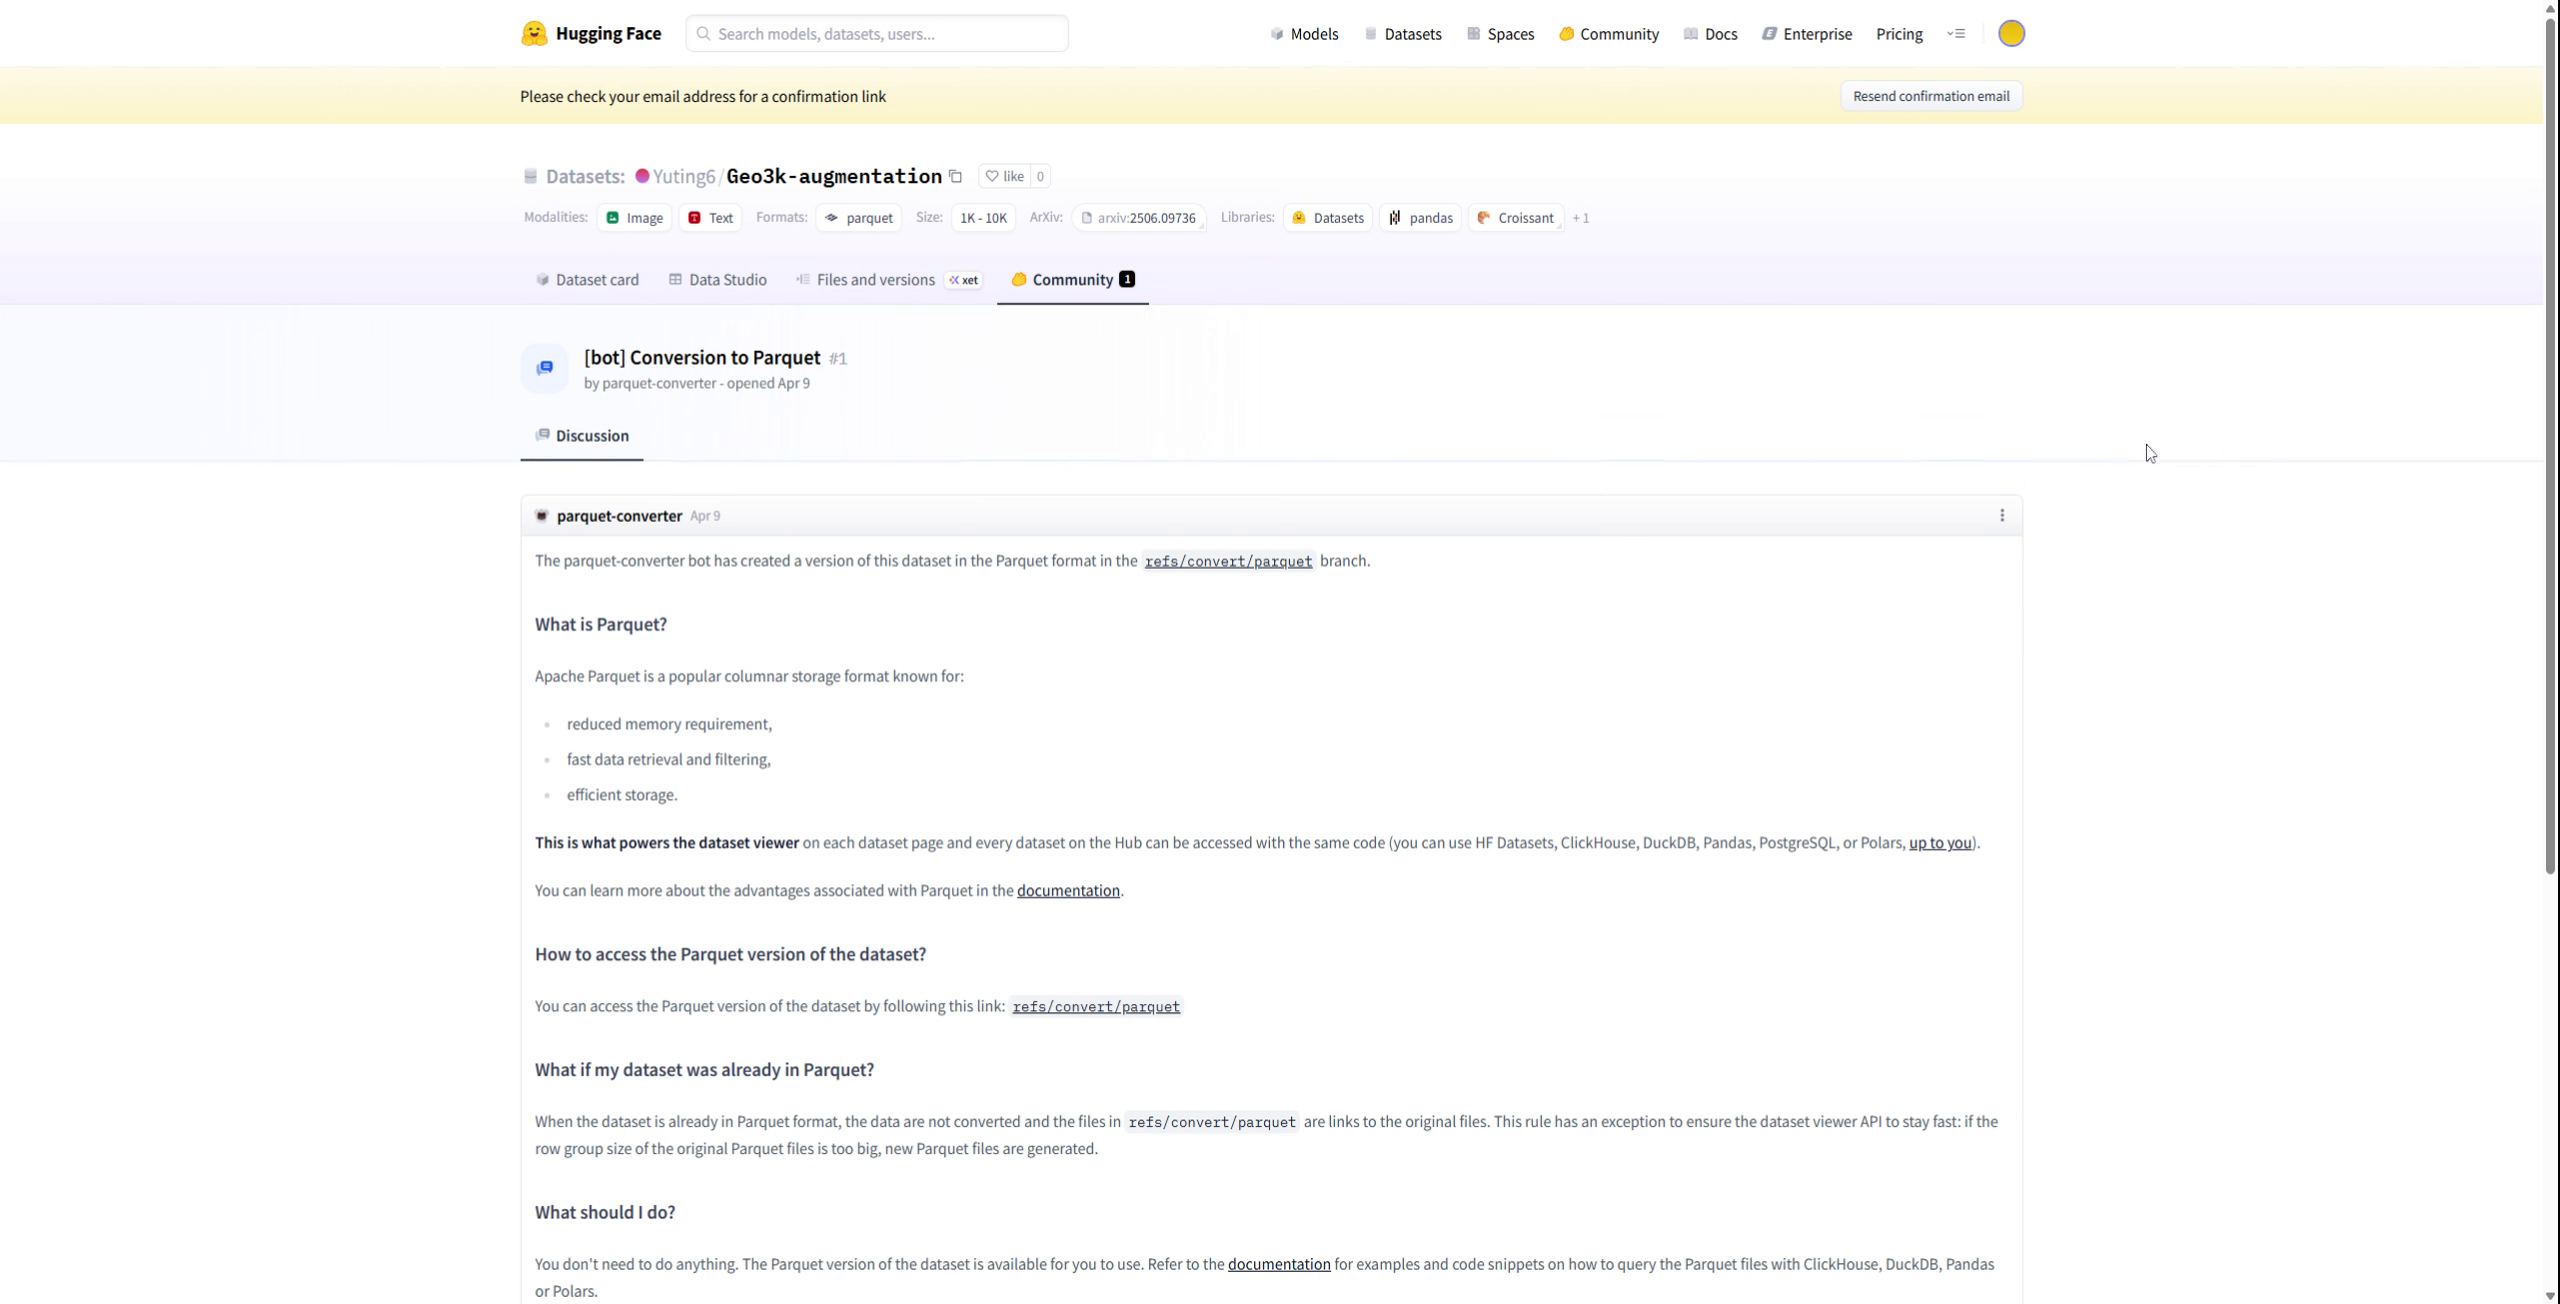 Hugging Face
Search models, datasets, users...
Models
Datasets
Spaces
Community
Docs
Enterprise
Pricing
Please check your email address for a confirmation link
Resend confirmation email
Datasets: Yuting6/Geo3k-augmentation
like 0
Modalities: Image Text Formats: parquet Size: 1K - 10K ArXiv: arxiv:2506.09736 Libraries: Datasets pandas Croissant + 1
Dataset card
Data Studio
Files and versions xet
Community 1
[bot] Conversion to Parquet #1
by parquet-converter - opened Apr 9
Discussion
parquet-converter Apr 9
The parquet-converter bot has created a version of this dataset in the Parquet format in the refs/convert/parquet branch.
What is Parquet?
Apache Parquet is a popular columnar storage format known for:
reduced memory requirement,
fast data retrieval and filtering,
efficient storage.
This is what powers the dataset viewer on each dataset page and every dataset on the Hub can be accessed with the same code (you can use HF Datasets, ClickHouse, DuckDB, Pandas, PostgreSQL, or Polars, up to you).
You can learn more about the advantages associated with Parquet in the documentation.
How to access the Parquet version of the dataset?
You can access the Parquet version of the dataset by following this link: refs/convert/parquet
What if my dataset was already in Parquet?
When the dataset is already in Parquet format, the data are not converted and the files in refs/convert/parquet are links to the original files. This rule has an exception to ensure the dataset viewer API to stay fast: if the
row group size of the original Parquet files is too big, new Parquet files are generated.
What should I do?
You don't need to do anything. The Parquet version of the dataset is available for you to use. Refer to the documentation for examples and code snippets on how to query the Parquet files with ClickHouse, DuckDB, Pandas
or Polars.